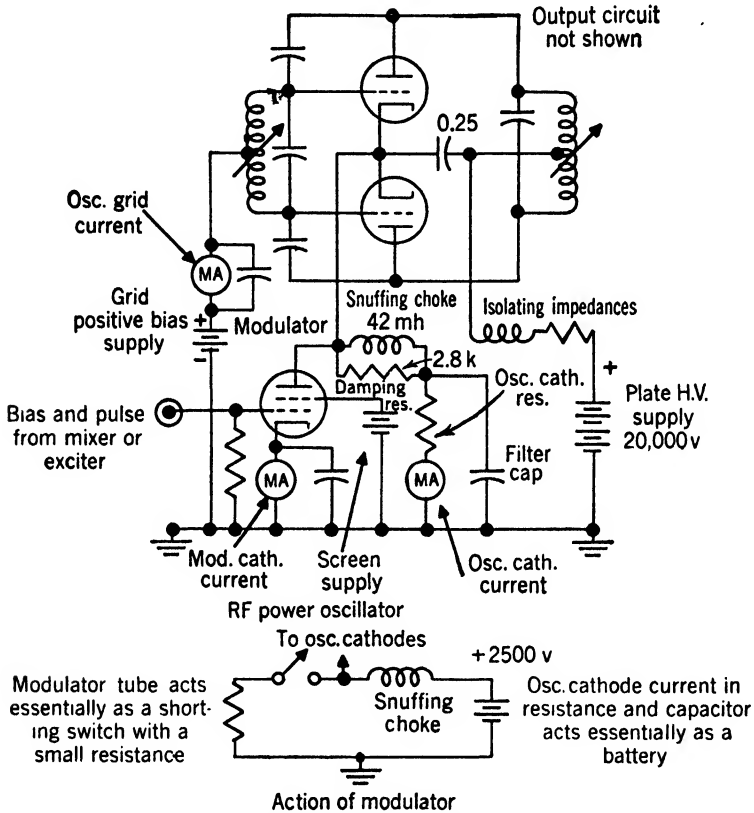 Output circuit
not shown
0.25
Osc. grid
current
MA
Grid
positive bias
supply
+
-
Modulator
Snuffing choke
42 mh
Isolating impedances
2.8 k
Damping
res.
Osc. cath.
res.
+
Plate H.V.
supply
20,000 v
Bias and pulse
from mixer or
exciter
MA
MA
Filter
cap
Mod. cath.
current
Screen
supply
Osc. cath.
current
RF power oscillator
To osc. cathodes
+2500 v
Modulator tube acts
essentially as a short-
ing switch with a
small resistance
Snuffing
choke
Osc. cathode current in
resistance and capacitor
acts essentially as a
battery
Action of modulator